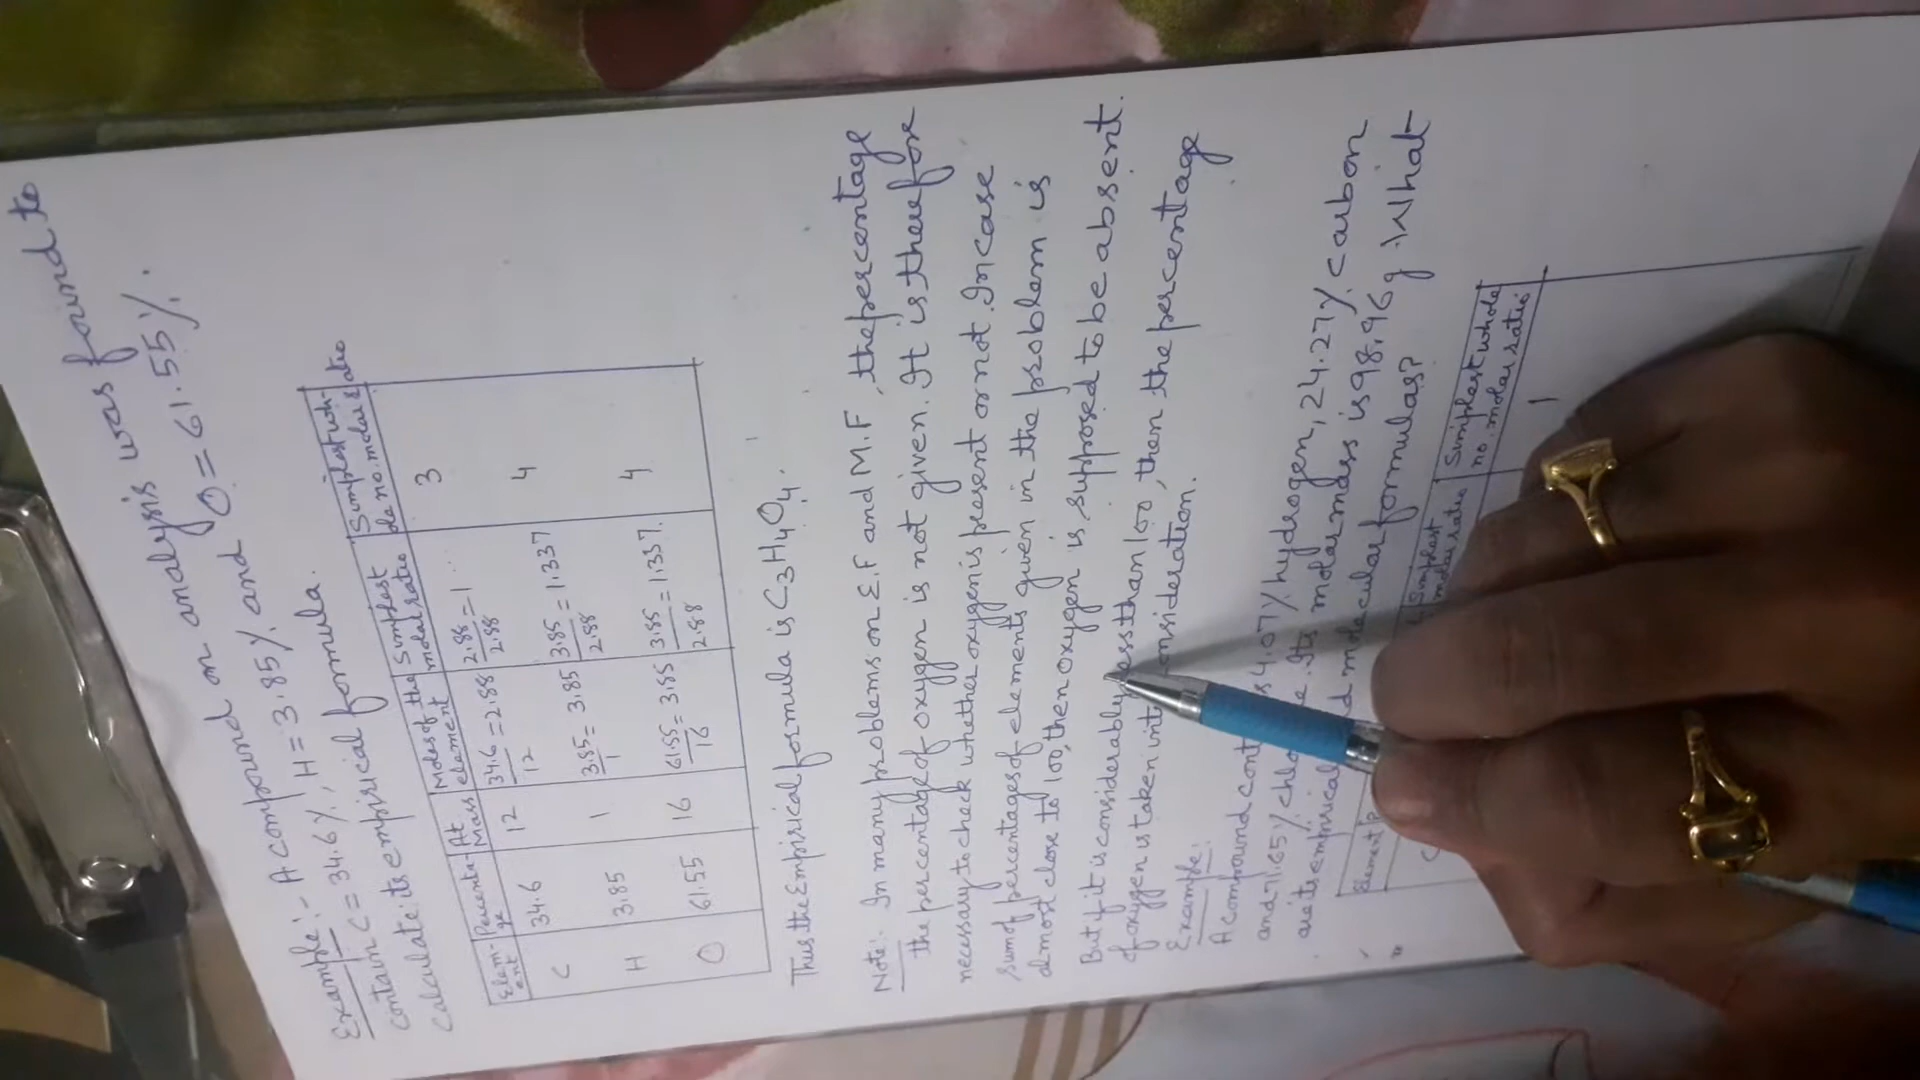 Example:- A compound on analysis was found to
contain C = 34.6%, H = 3.85% and O = 61.55%.
Calculate its empirical formula.
Elem-ent | Percenta-ge | At Mass | Moles of the element | Simplest molar ratio | Simplest wh-ole no. molar ratio
C | 34.6 | 12 | 34.6/12 = 2.88 | 2.88/2.88 = 1 | 3
H | 3.85 | 1 | 3.85/1 = 3.85 | 3.85/2.88 = 1.337 | 4
O | 61.55 | 16 | 61.55/16 = 3.85 | 3.85/2.88 = 1.337 | 4
Thus the Empirical formula is C3H4O4.
Note:- In many problems on E.F and M.F, the percentage
the percentage of oxygen is not given. It is therefore
necessary to check whether oxygen is present or not. In case
sum of percentages of elements given in the problem is
almost close to 100, then oxygen is supposed to be absent.
But if it is considerably less than 100, then the percentage
of oxygen is taken into consideration.
Example:
A compound 4.07% hydrogen, 24.27% carbon
and 71.65% Its molar mass is 98.96g. What
are its empirical molecular formulas?
Element Simplest molar ratio Simplest whole no. molar ratio
C 1